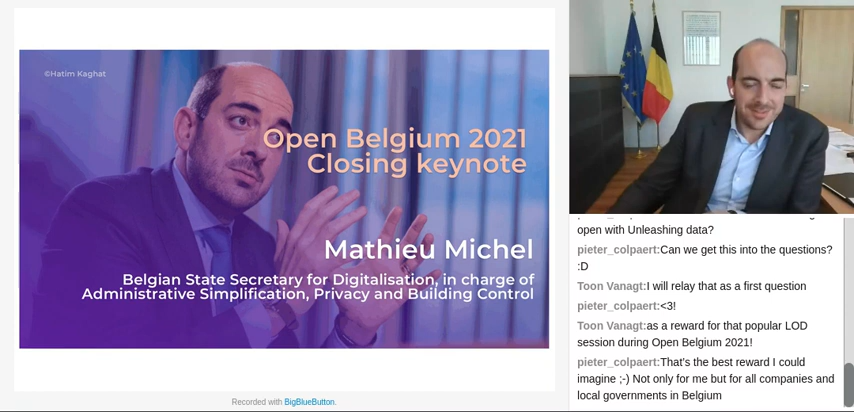 ©Hatim Kaghat
Open Belgium 2021
Closing keynote
Mathieu Michel
Belgian State Secretary for Digitalisation, in charge of
Administrative Simplification, Privacy and Building Control
Recorded with BigBlueButton.
open with Unleashing data?
pieter_colpaert:Can we get this into the questions?
:D
Toon Vanagt:I will relay that as a first question
pieter_colpaert:<3!
Toon Vanagt:as a reward for that popular LOD
session during Open Belgium 2021!
pieter_colpaert:That's the best reward I could
imagine ;-) Not only for me but for all companies and
local governments in Belgium